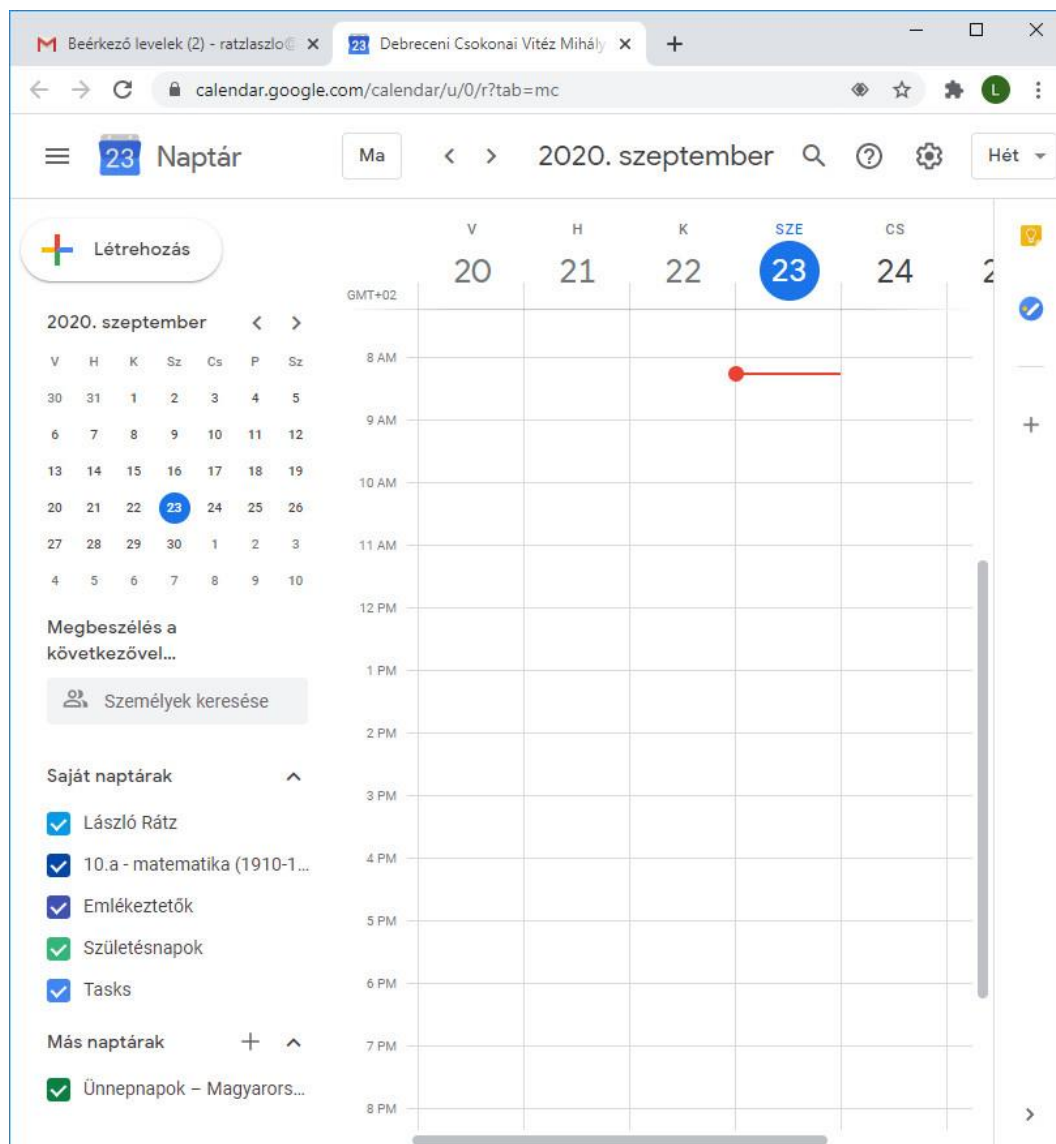 Beérkező levelek (2) - ratzlaszlo@
23 Debreceni Csokonai Vitéz Mihály
calendar.google.com/calendar/u/0/r?tab=mc
L
23 Naptár
Ma
2020. szeptember
Hét
Létrehozás
V H K SZE CS
20 21 22 23 24 2
GMT+02
2020. szeptember
V H K Sz Cs P Sz
30 31 1 2 3 4 5
6 7 8 9 10 11 12
13 14 15 16 17 18 19
20 21 22 23 24 25 26
27 28 29 30 1 2 3
4 5 6 7 8 9 10
Megbeszélés a
következővel...
Személyek keresése
Saját naptárak
László Rátz
10.a - matematika (1910-1...
Emlékeztetők
Születésnapok
Tasks
Más naptárak
Ünnepnapok – Magyarors...
8 AM
9 AM
10 AM
11 AM
12 PM
1 PM
2 PM
3 PM
4 PM
5 PM
6 PM
7 PM
8 PM